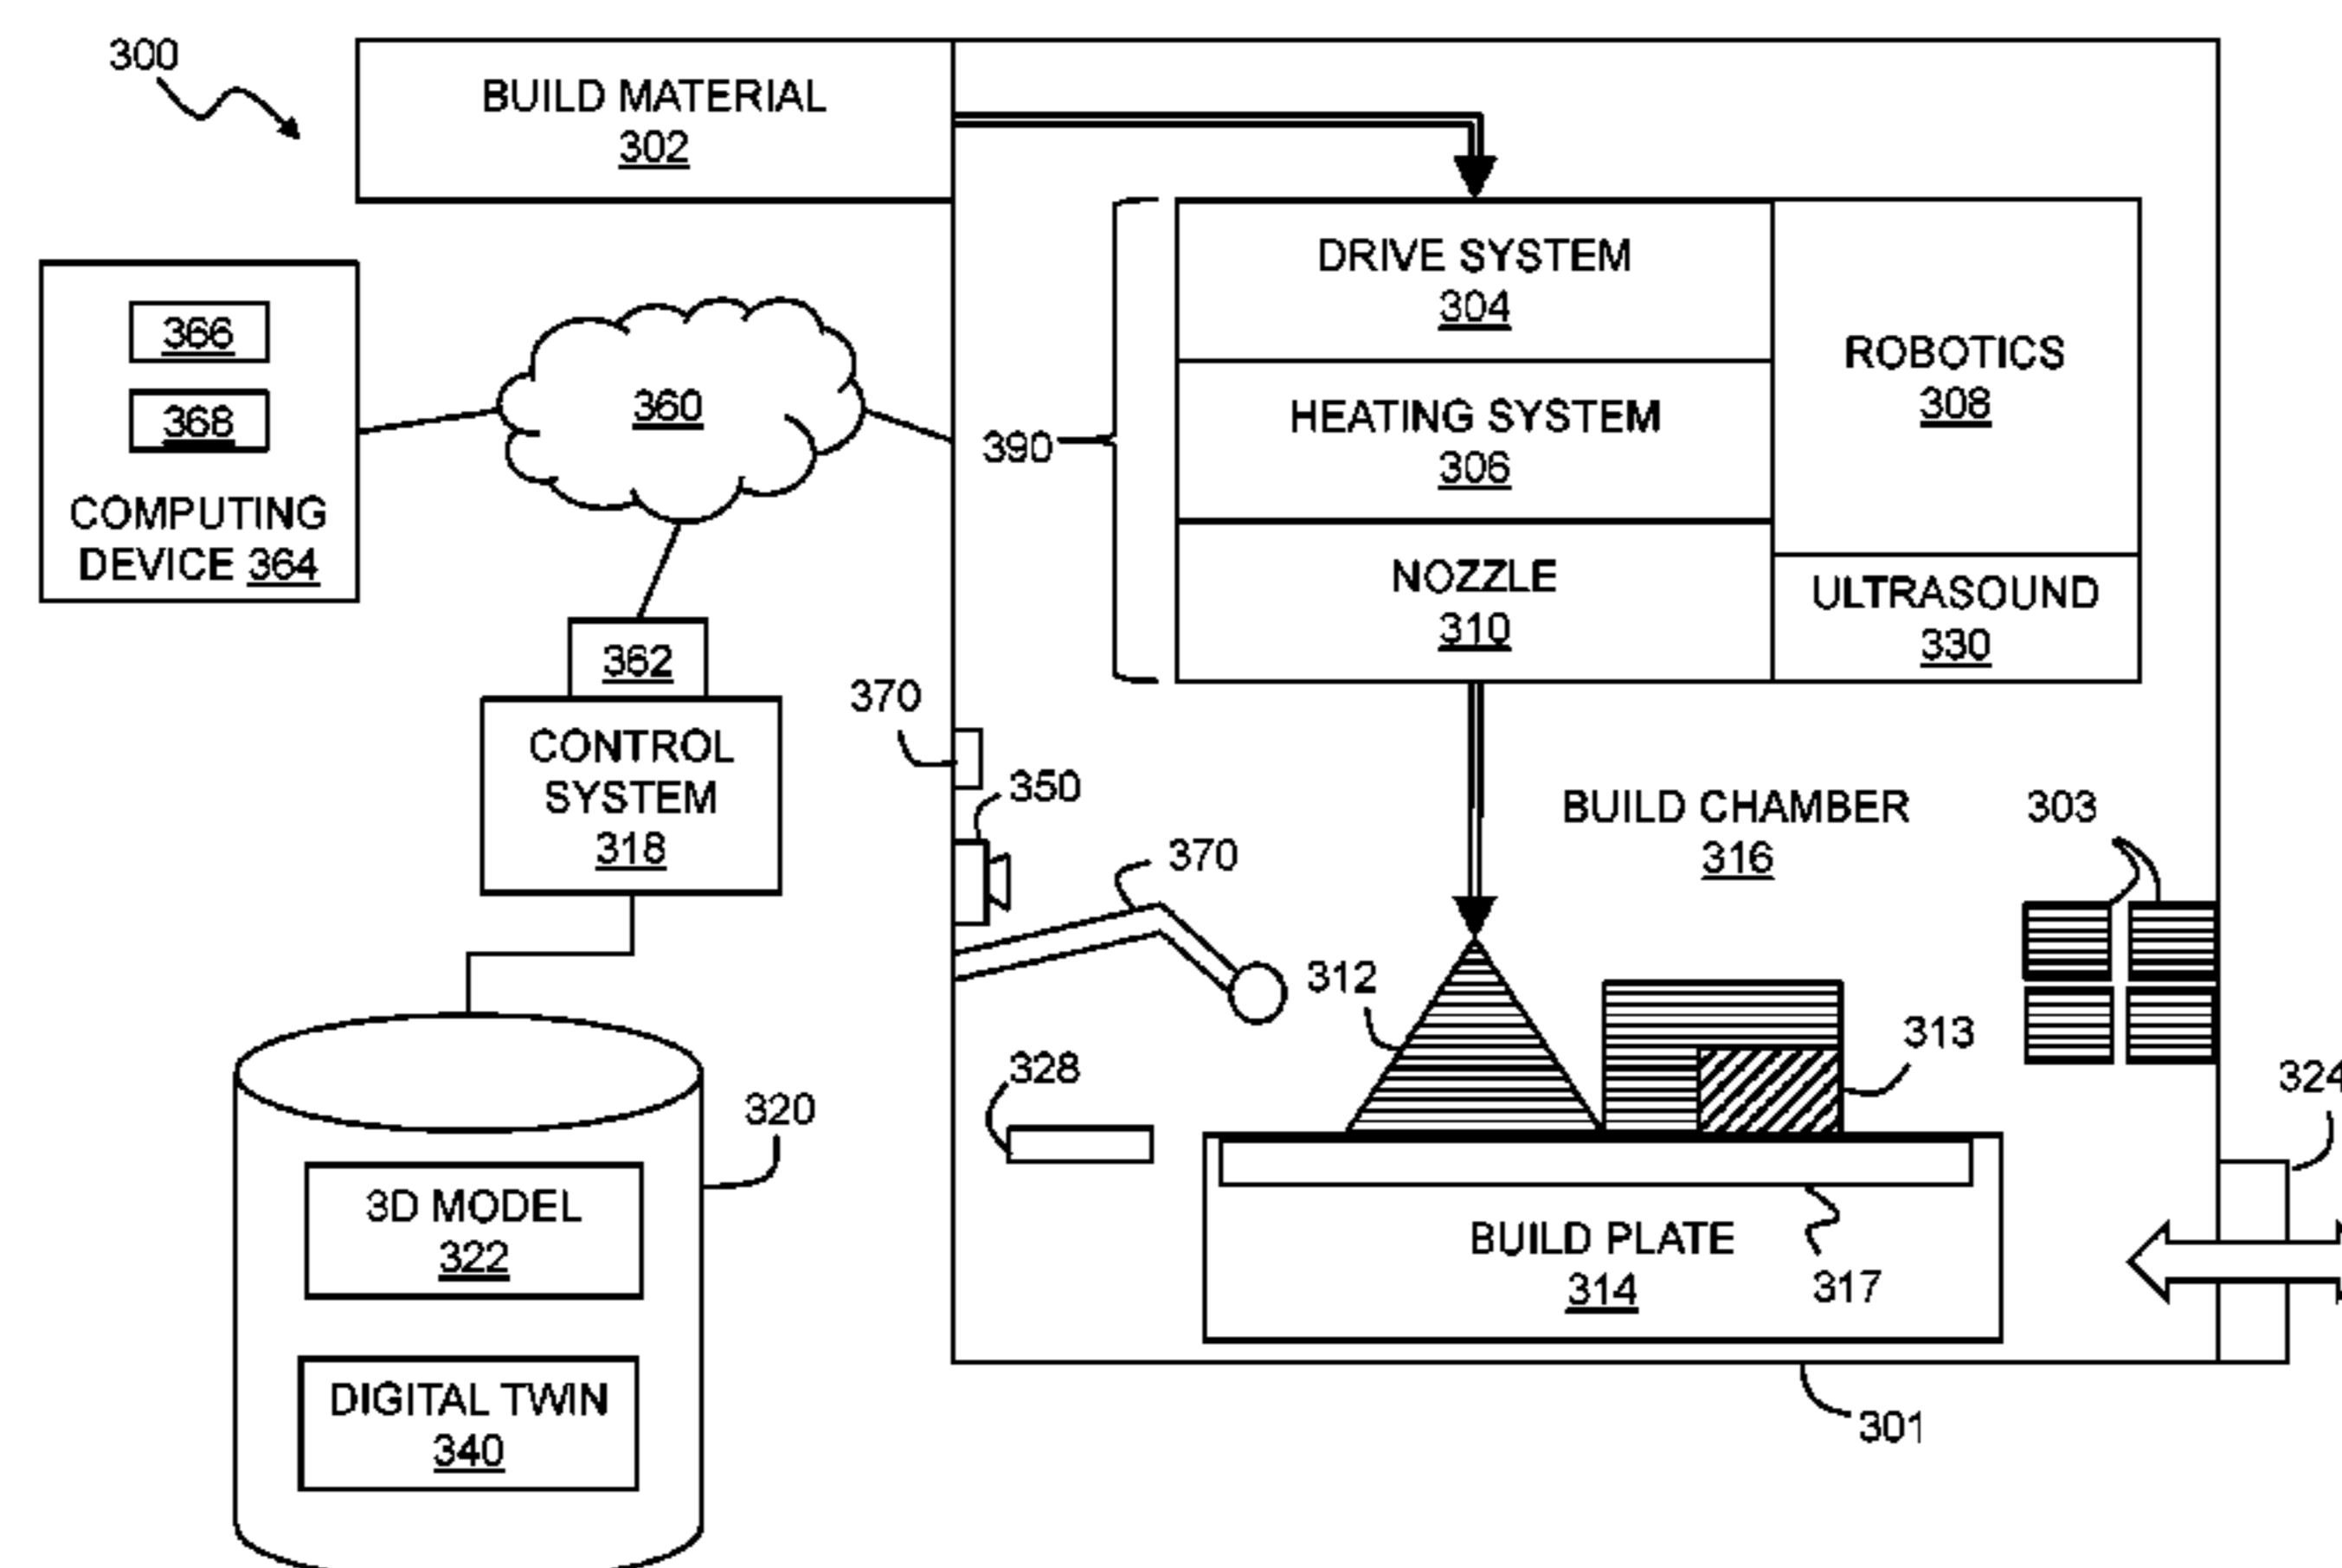 300
BUILD MATERIAL
302
DRIVE SYSTEM
304
HEATING SYSTEM
306
NOZZLE
310
ROBOTICS
308
ULTRASOUND
330
390
366
368
COMPUTING
DEVICE 364
360
362
CONTROL
SYSTEM
318
370
350
370
BUILD CHAMBER
316
303
312
313
328
324
320
3D MODEL
322
DIGITAL TWIN
340
BUILD PLATE
314
317
301